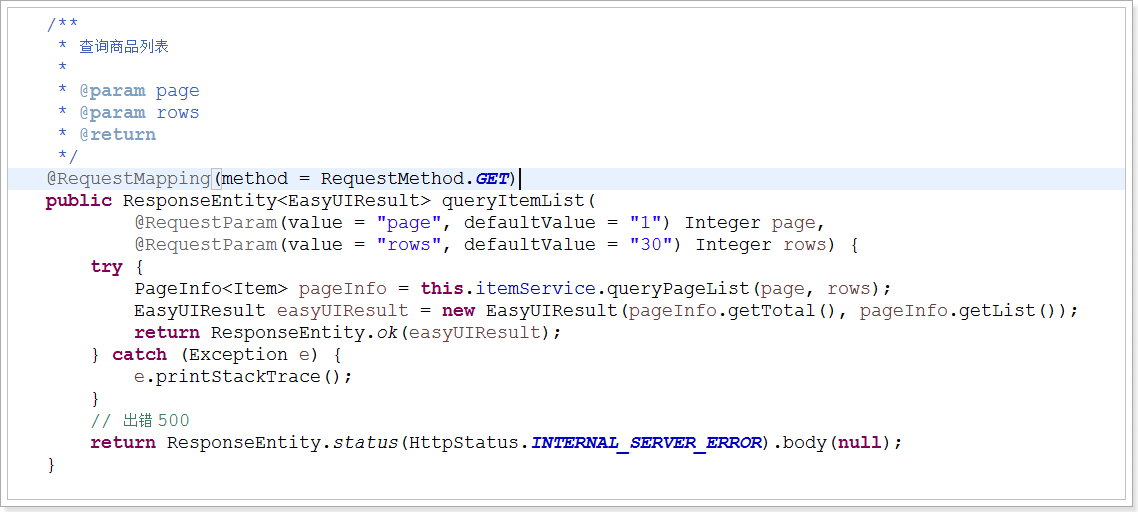 /**
 * 查询商品列表
 *
 * @param page
 * @param rows
 * @return
 */
@RequestMapping(method = RequestMethod.GET)
public ResponseEntity<EasyUIResult> queryItemList(
        @RequestParam(value = "page", defaultValue = "1") Integer page,
        @RequestParam(value = "rows", defaultValue = "30") Integer rows) {
    try {
        PageInfo<Item> pageInfo = this.itemService.queryPageList(page, rows);
        EasyUIResult easyUIResult = new EasyUIResult(pageInfo.getTotal(), pageInfo.getList());
        return ResponseEntity.ok(easyUIResult);
    } catch (Exception e) {
        e.printStackTrace();
    }
    // 出错 500
    return ResponseEntity.status(HttpStatus.INTERNAL_SERVER_ERROR).body(null);
}